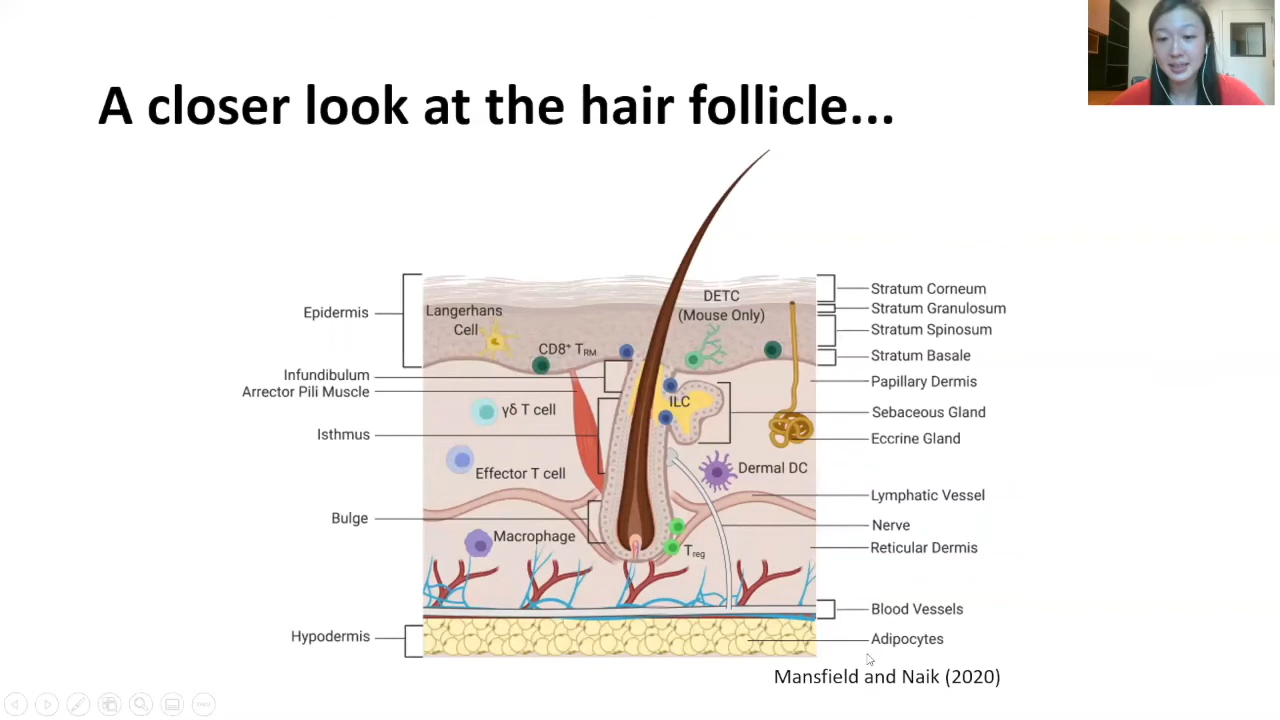 A closer look at the hair follicle...
Epidermis
Infundibulum
Arrector Pili Muscle
Isthmus
Bulge
Hypodermis
Langerhans
Cell
CD8⁺ T_RM
DETC
(Mouse Only)
γδ T cell
ILC
Effector T cell
Dermal DC
Macrophage
T_reg
Stratum Corneum
Stratum Granulosum
Stratum Spinosum
Stratum Basale
Papillary Dermis
Sebaceous Gland
Eccrine Gland
Lymphatic Vessel
Nerve
Reticular Dermis
Blood Vessels
Adipocytes
Mansfield and Naik (2020)